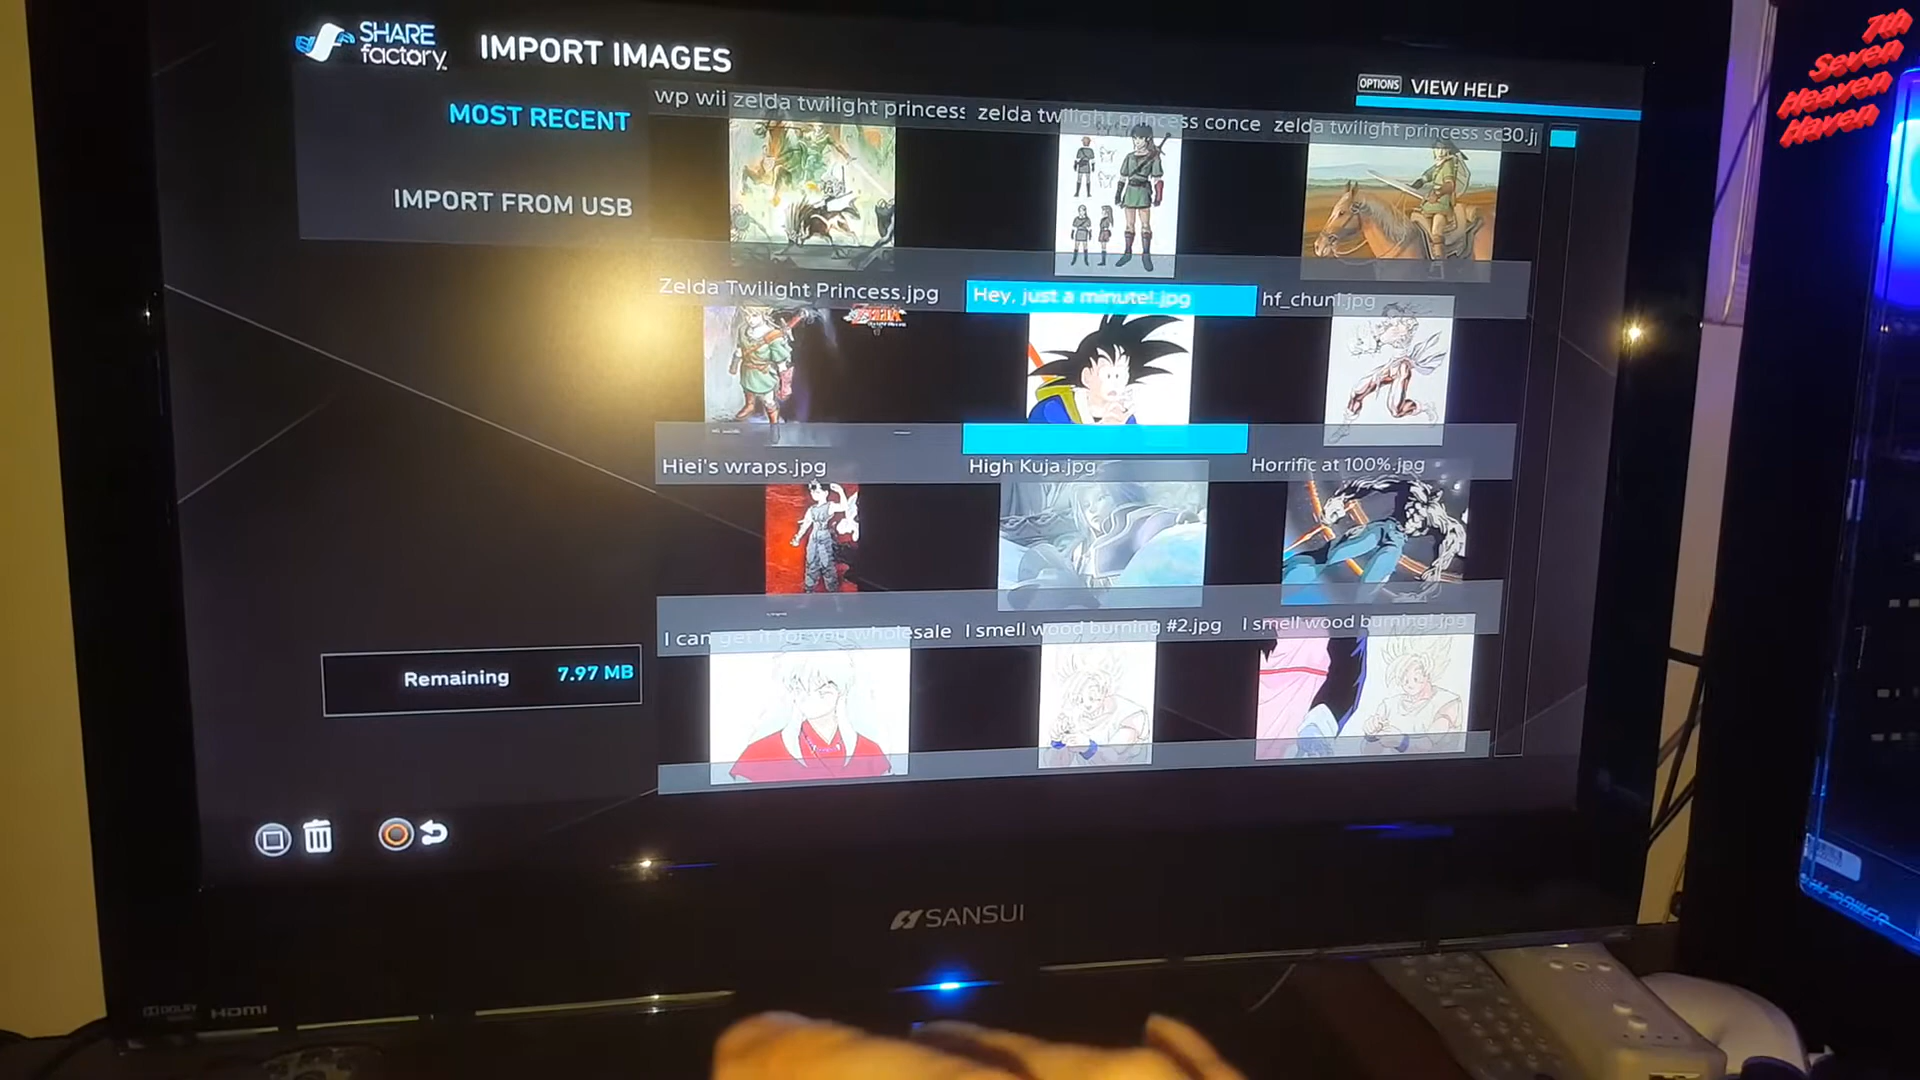 SHARE
factory
IMPORT IMAGES
OPTIONS VIEW HELP
7th
Seven
Heaven
Haven
MOST RECENT
IMPORT FROM USB
wp wii zelda twilight princess
zelda twilight princess conce
zelda twilight princess sc30.j
Zelda Twilight Princess.jpg
Hey, just a minute!.jpg
hf_chunl.jpg
ZELDA
Hiei's wraps.jpg
High Kuja.jpg
Horrific at 100%.jpg
I can get it for you wholesale
I smell wood burning #2.jpg
I smell wood burning!.jpg
Remaining 7.97 MB
SANSUI
DOLBY
HDMI